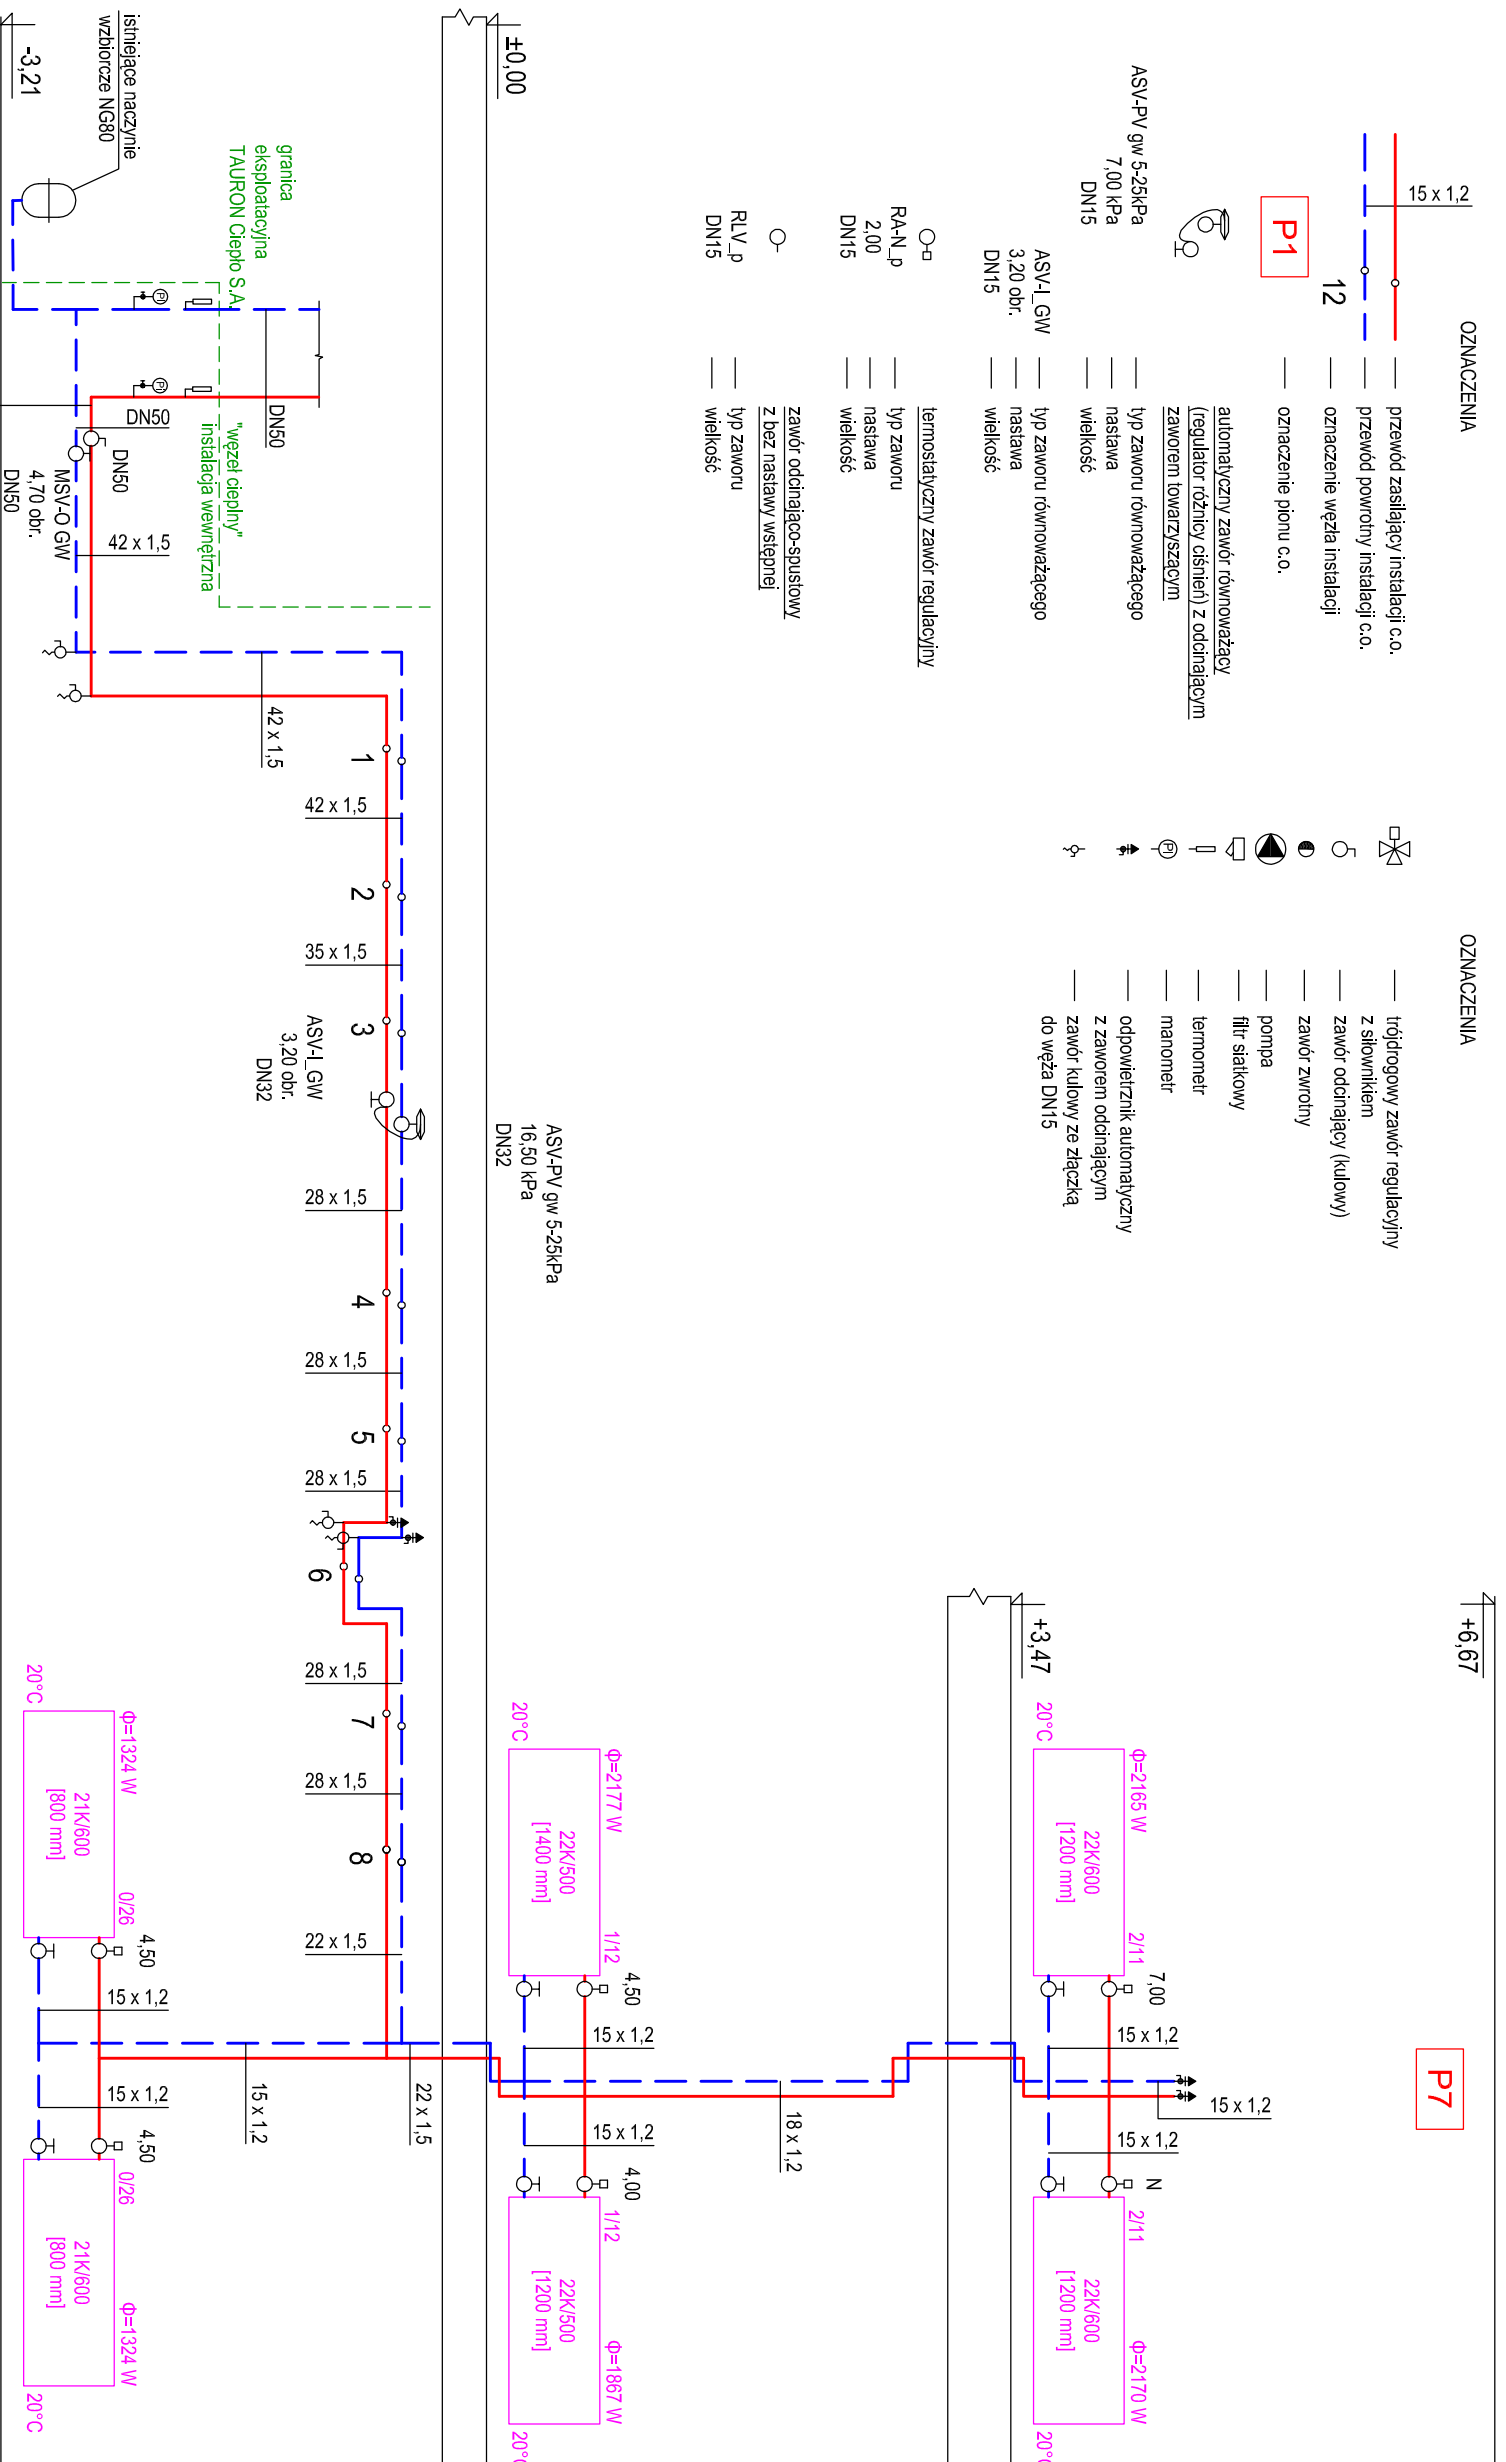 OZNACZENIA
15 x 1,2
12
P1
przewód zasilający instalacji c.o.
przewód powrotny instalacji c.o.
oznaczenie węzła instalacji
oznaczenie pionu c.o.
ASV-PV gw 5-25kPa
7,00 kPa
DN15
automatyczny zawór równoważący
(regulator różnicy ciśnień) z odcinającym
zaworem towarzyszącym
typ zaworu równoważącego
nastawa
wielkość
ASV-I_GW
3,20 obr.
DN15
typ zaworu równoważącego
nastawa
wielkość
RA-N_p
2,00
DN15
termostatyczny zawór regulacyjny
typ zaworu
nastawa
wielkość
RLV_p
DN15
zawór odcinająco-spustowy
z bez nastawy wstępnej
typ zaworu
wielkość
OZNACZENIA
trójdrogowy zawór regulacyjny
z siłownikiem
zawór odcinający (kulowy)
zawór zwrotny
pompa
filtr siatkowy
termometr
PI
manometr
odpowietrznik automatyczny
z zaworem odcinającym
zawór kulowy ze złączką
do węża DN15
+6,67
P7
+3,47
20°C
Φ=2165 W
22K/600
[1200 mm]
2/11
7,00
15 x 1,2
15 x 1,2
15 x 1,2
N
2/11
22K/600
[1200 mm]
Φ=2170 W
20°C
18 x 1,2
±0,00
ASV-PV gw 5-25kPa
16,50 kPa
DN32
20°C
Φ=2177 W
22K/500
[1400 mm]
1/12
4,50
15 x 1,2
15 x 1,2
4,00
1/12
22K/500
[1200 mm]
Φ=1867 W
20°C
22 x 1,5
granica
eksploatacyjna
TAURON Ciepło S.A.
"węzeł cieplny"
instalacja wewnętrzna
istniejące naczynie
wzbiorcze NG80
-3,21
PI
PI
DN50
DN50
DN50
MSV-O GW
4,70 obr.
DN50
42 x 1,5
42 x 1,5
1
42 x 1,5
2
35 x 1,5
3
ASV-I_GW
3,20 obr.
DN32
28 x 1,5
4
28 x 1,5
5
28 x 1,5
6
28 x 1,5
7
28 x 1,5
8
22 x 1,5
15 x 1,2
20°C
Φ=1324 W
21K/600
[800 mm]
0/26
4,50
15 x 1,2
15 x 1,2
4,50
0/26
21K/600
[800 mm]
Φ=1324 W
20°C